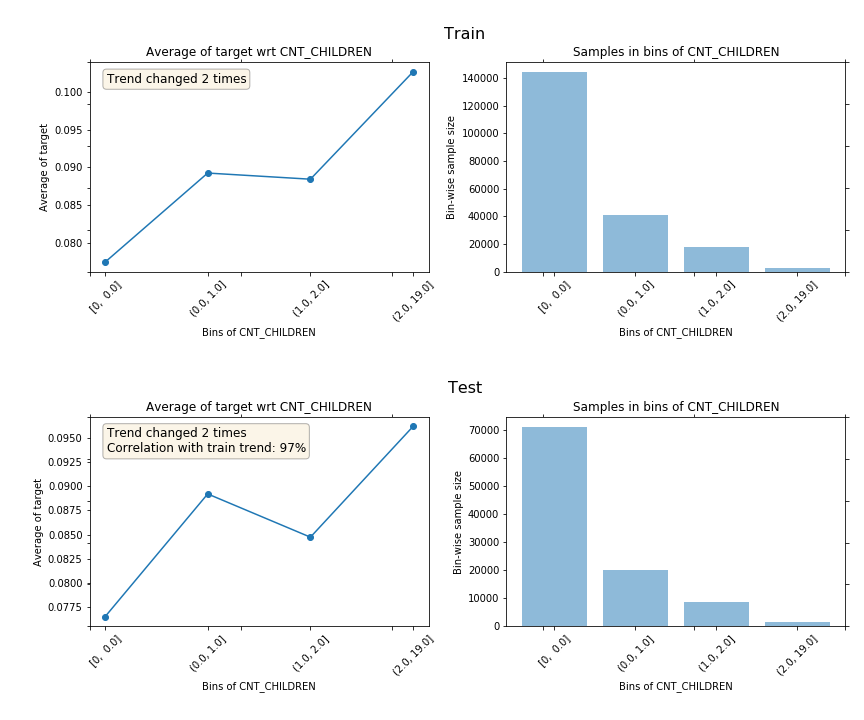 Train
Average of target wrt CNT_CHILDREN
Trend changed 2 times
0.100
0.095
0.090
0.085
0.080
Average of target
[0, 0.0]
(0.0, 1.0]
(1.0, 2.0]
(2.0, 19.0]
Bins of CNT_CHILDREN
Samples in bins of CNT_CHILDREN
140000
120000
100000
80000
60000
40000
20000
0
Bin-wise sample size
[0, 0.0]
(0.0, 1.0]
(1.0, 2.0]
(2.0, 19.0]
Bins of CNT_CHILDREN
Test
Average of target wrt CNT_CHILDREN
Trend changed 2 times
Correlation with train trend: 97%
0.0950
0.0925
0.0900
0.0875
0.0850
0.0825
0.0800
0.0775
Average of target
[0, 0.0]
(0.0, 1.0]
(1.0, 2.0]
(2.0, 19.0]
Bins of CNT_CHILDREN
Samples in bins of CNT_CHILDREN
70000
60000
50000
40000
30000
20000
10000
0
Bin-wise sample size
[0, 0.0]
(0.0, 1.0]
(1.0, 2.0]
(2.0, 19.0]
Bins of CNT_CHILDREN